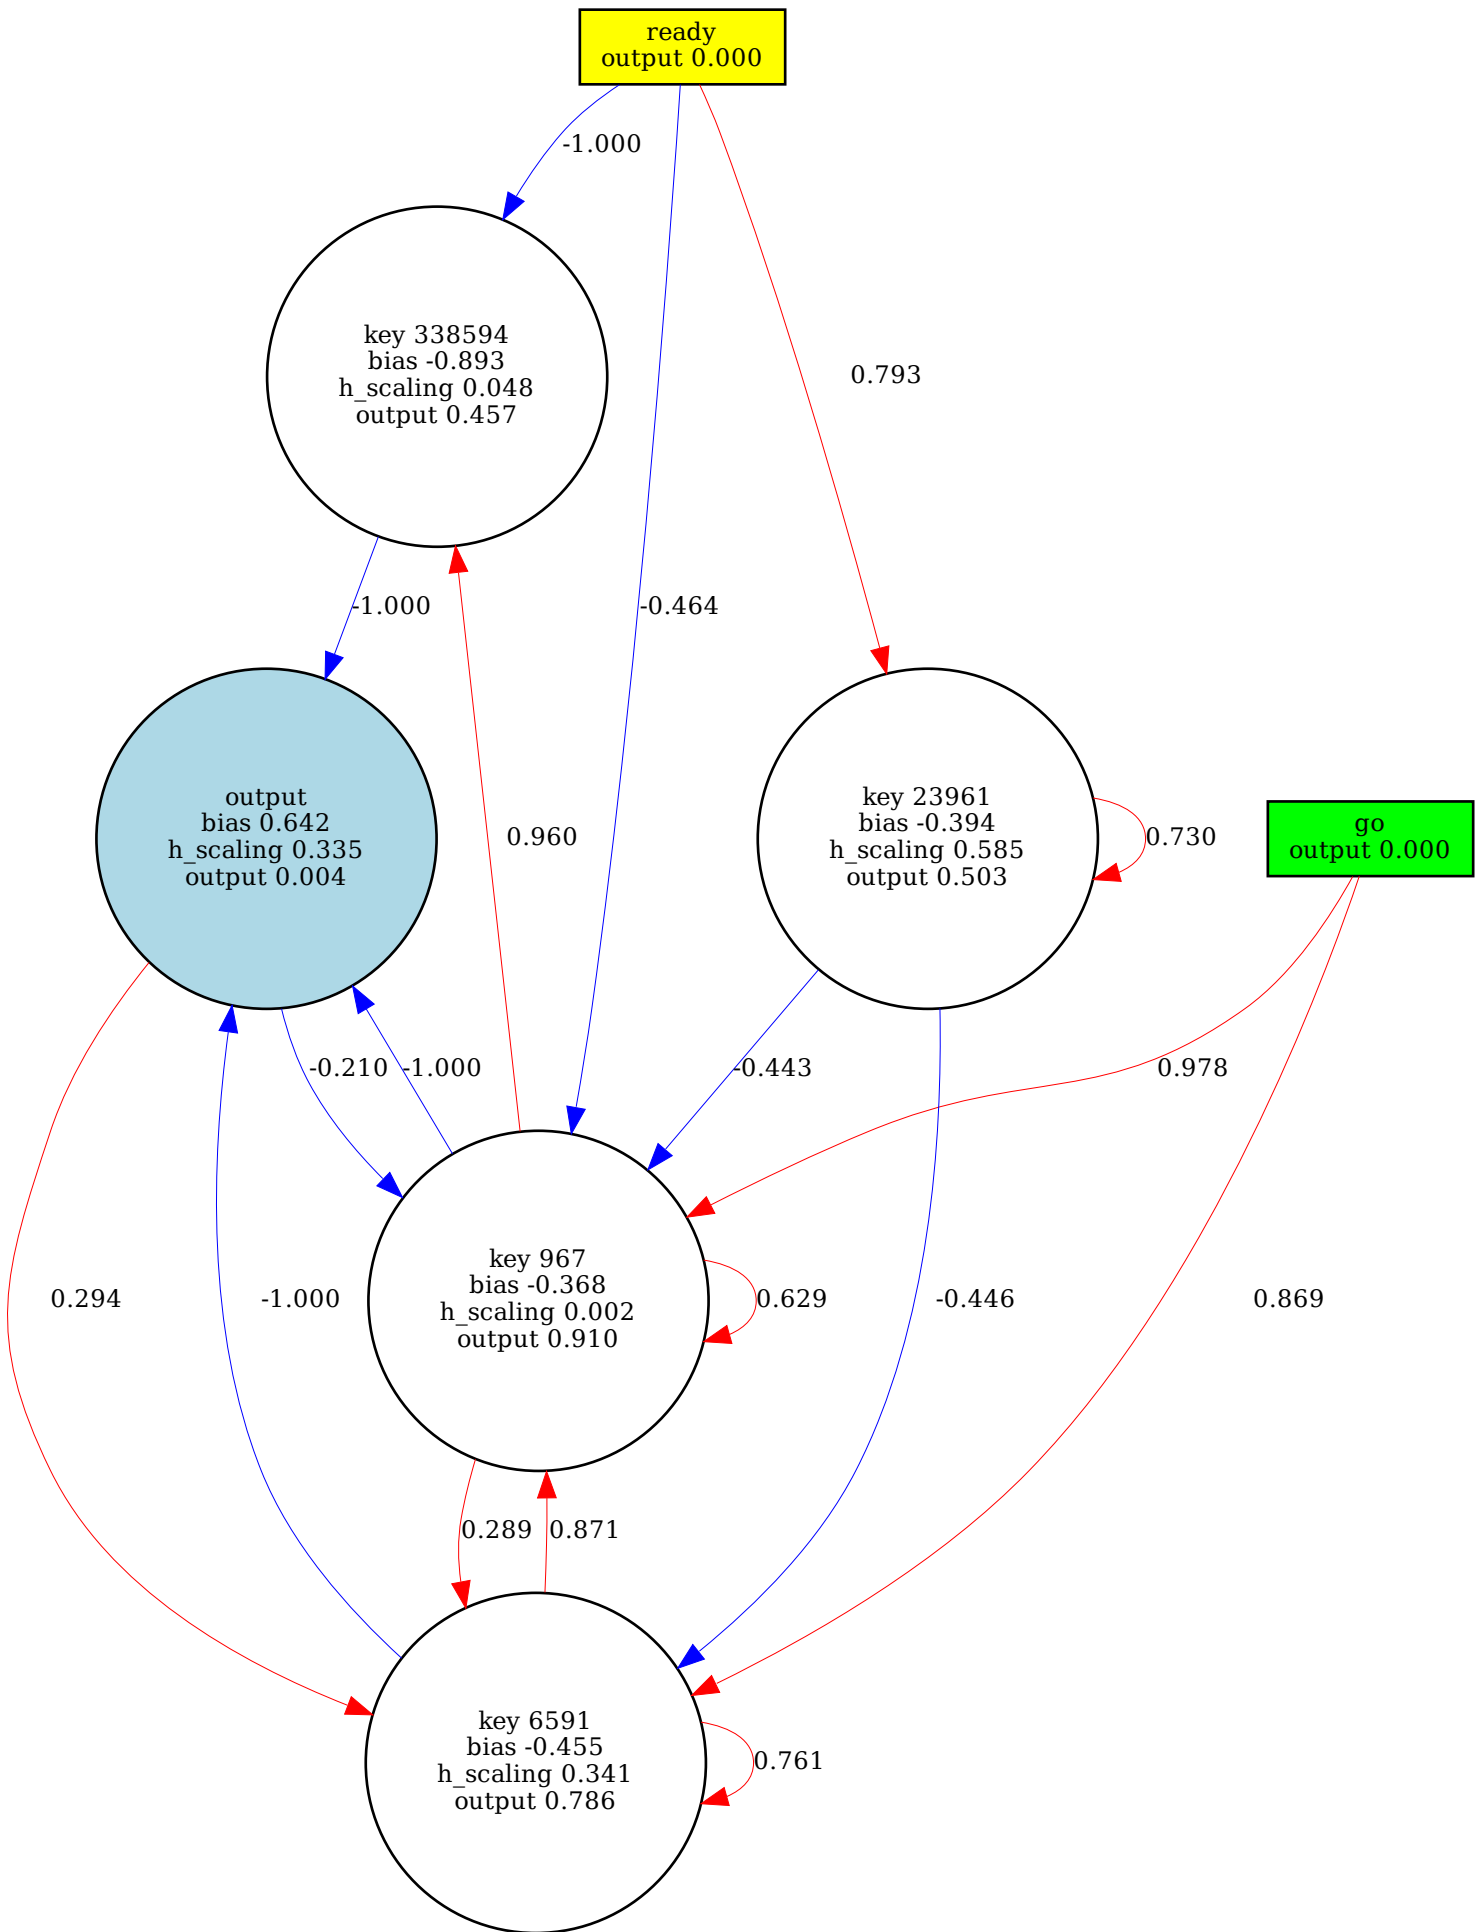 ready
output 0.000
-1.000
key 338594
bias -0.893
h_scaling 0.048
output 0.457
0.793
-1.000
-0.464
output
bias 0.642
h_scaling 0.335
output 0.004
0.960
key 23961
bias -0.394
h_scaling 0.585
output 0.503
0.730
go
output 0.000
-0.210
-1.000
-0.443
0.978
0.294
-1.000
key 967
bias -0.368
h_scaling 0.002
output 0.910
0.629
-0.446
0.869
0.289
0.871
key 6591
bias -0.455
h_scaling 0.341
output 0.786
0.761